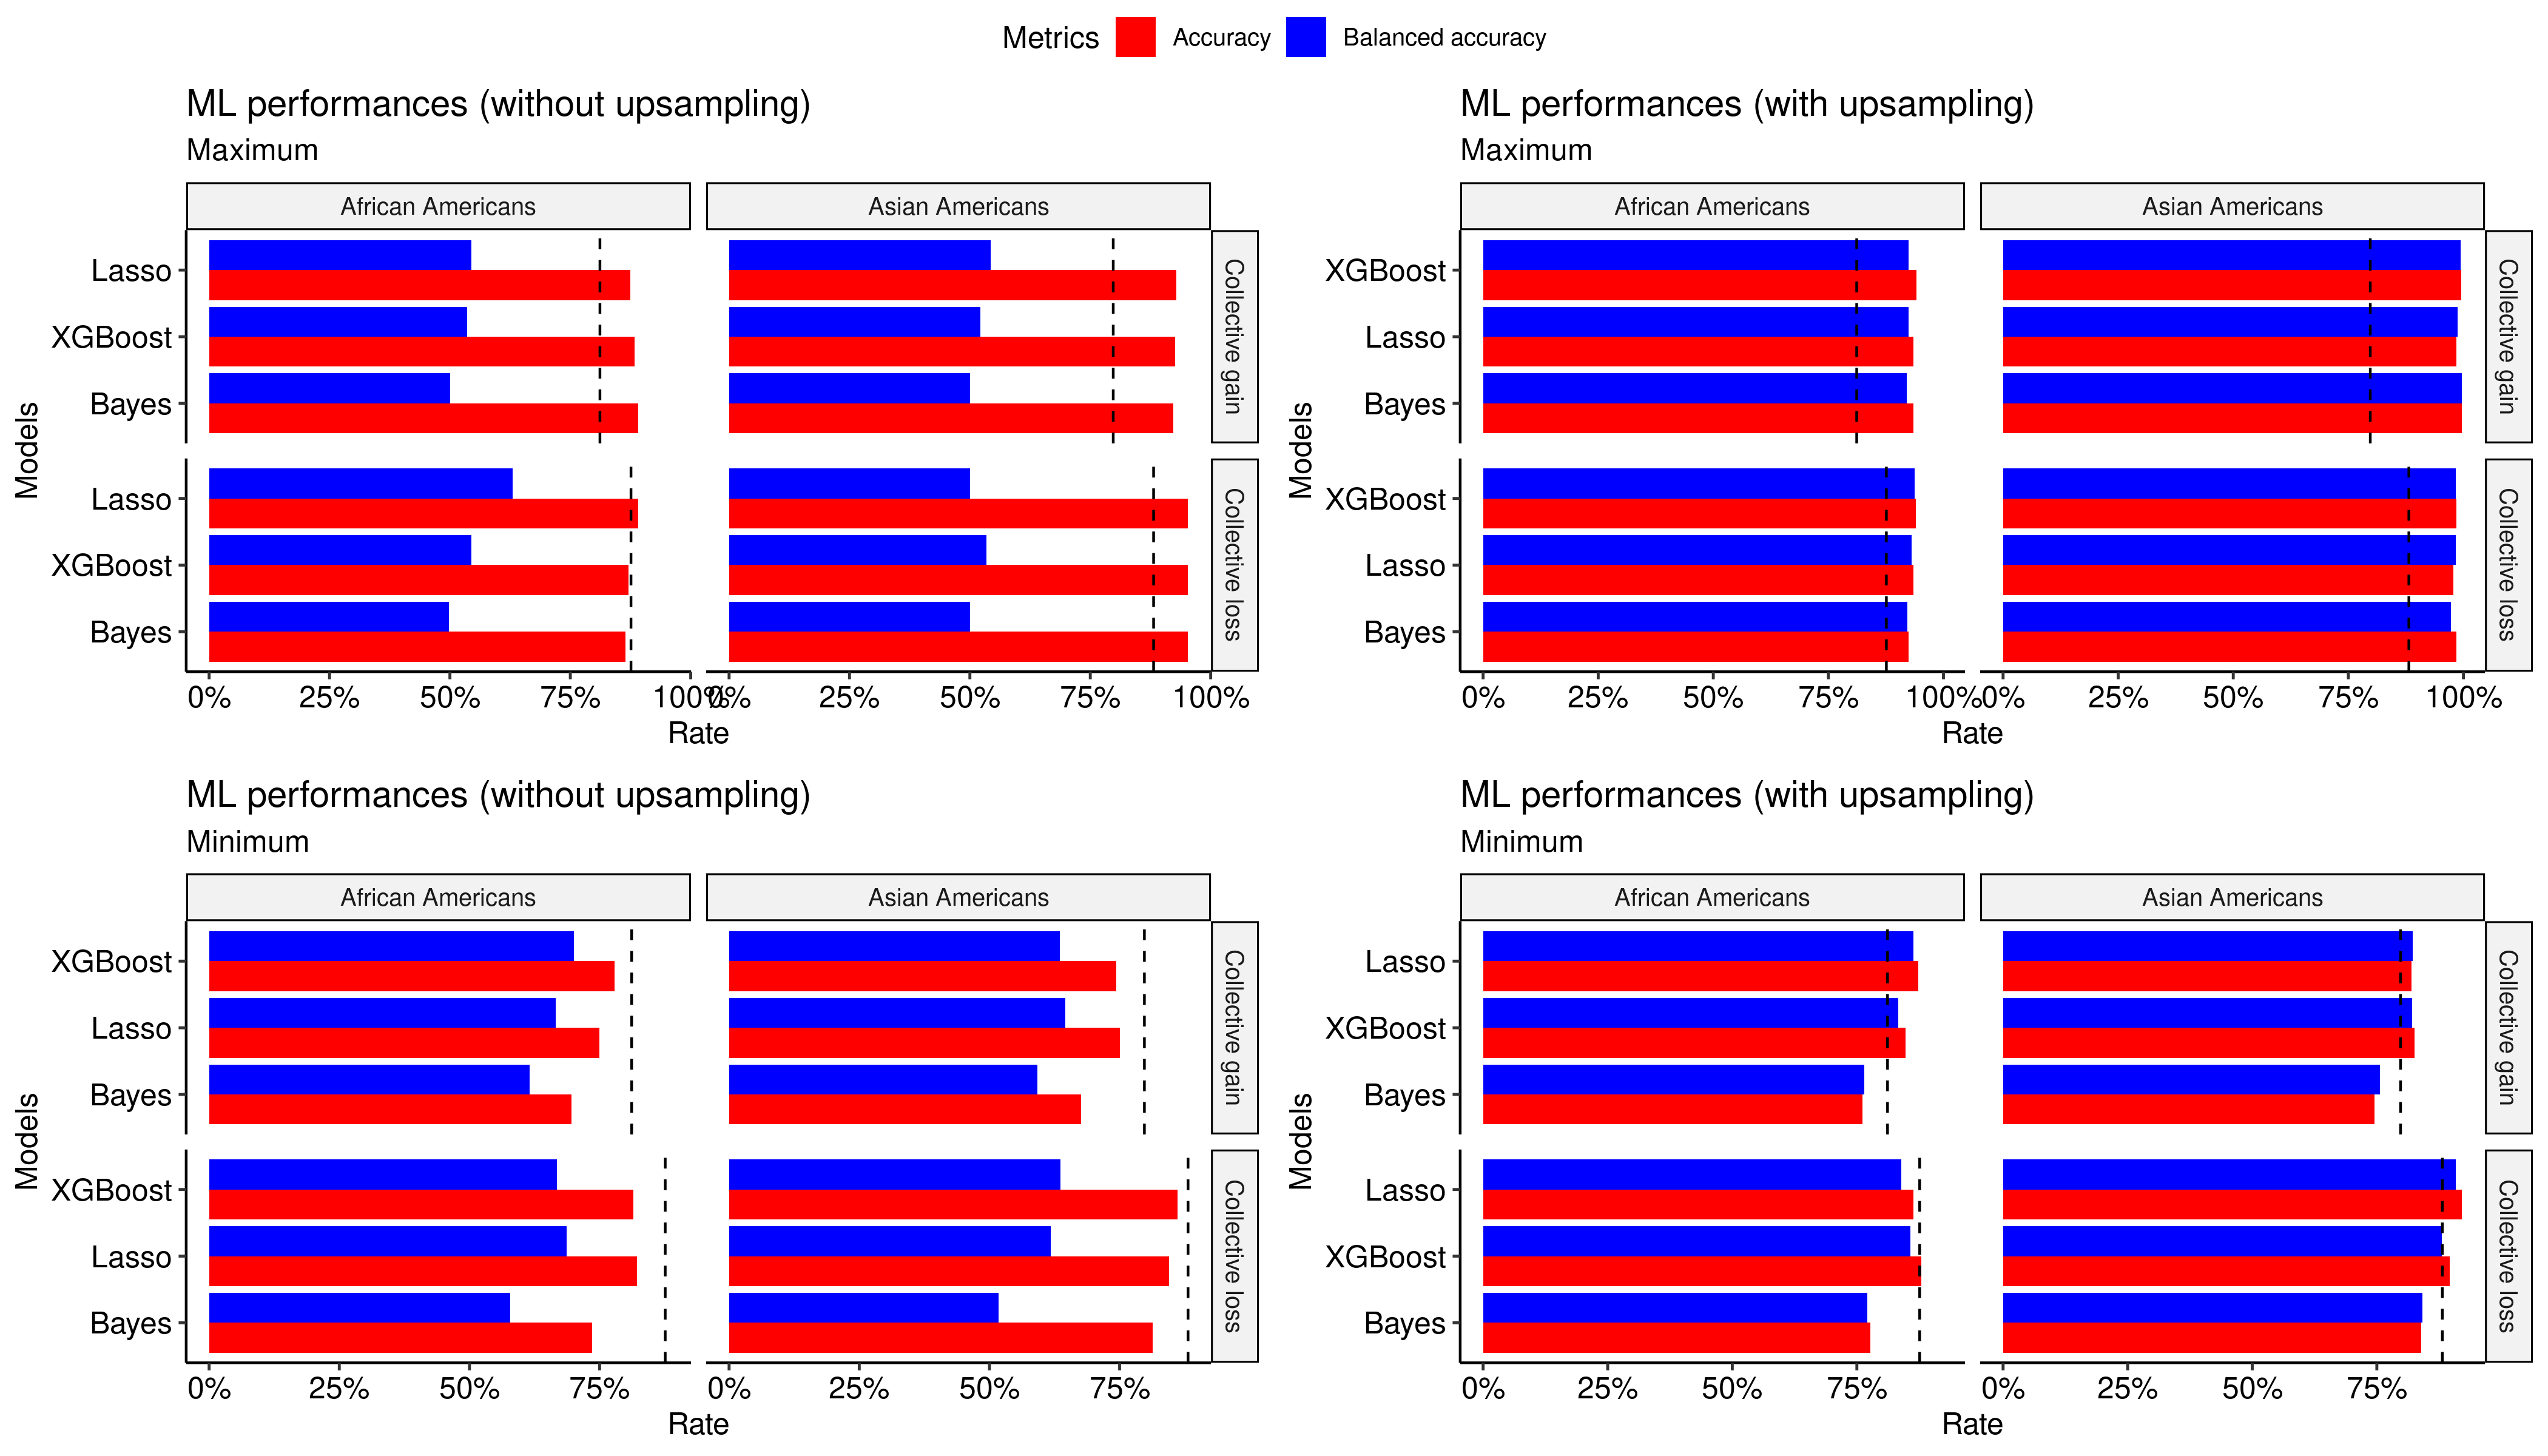 Metrics Accuracy Balanced accuracy
ML performances (without upsampling)
Maximum
African Americans Asian Americans
Lasso
XGBoost
Bayes
Collective gain
Lasso
XGBoost
Bayes
Collective loss
Models
0% 25% 50% 75% 100% 0% 25% 50% 75% 100%
Rate
ML performances (with upsampling)
Maximum
African Americans Asian Americans
XGBoost
Lasso
Bayes
Collective gain
XGBoost
Lasso
Bayes
Collective loss
Models
0% 25% 50% 75% 100% 0% 25% 50% 75% 100%
Rate
ML performances (without upsampling)
Minimum
African Americans Asian Americans
XGBoost
Lasso
Bayes
Collective gain
XGBoost
Lasso
Bayes
Collective loss
Models
0% 25% 50% 75% 0% 25% 50% 75%
Rate
ML performances (with upsampling)
Minimum
African Americans Asian Americans
Lasso
XGBoost
Bayes
Collective gain
Lasso
XGBoost
Bayes
Collective loss
Models
0% 25% 50% 75% 0% 25% 50% 75%
Rate